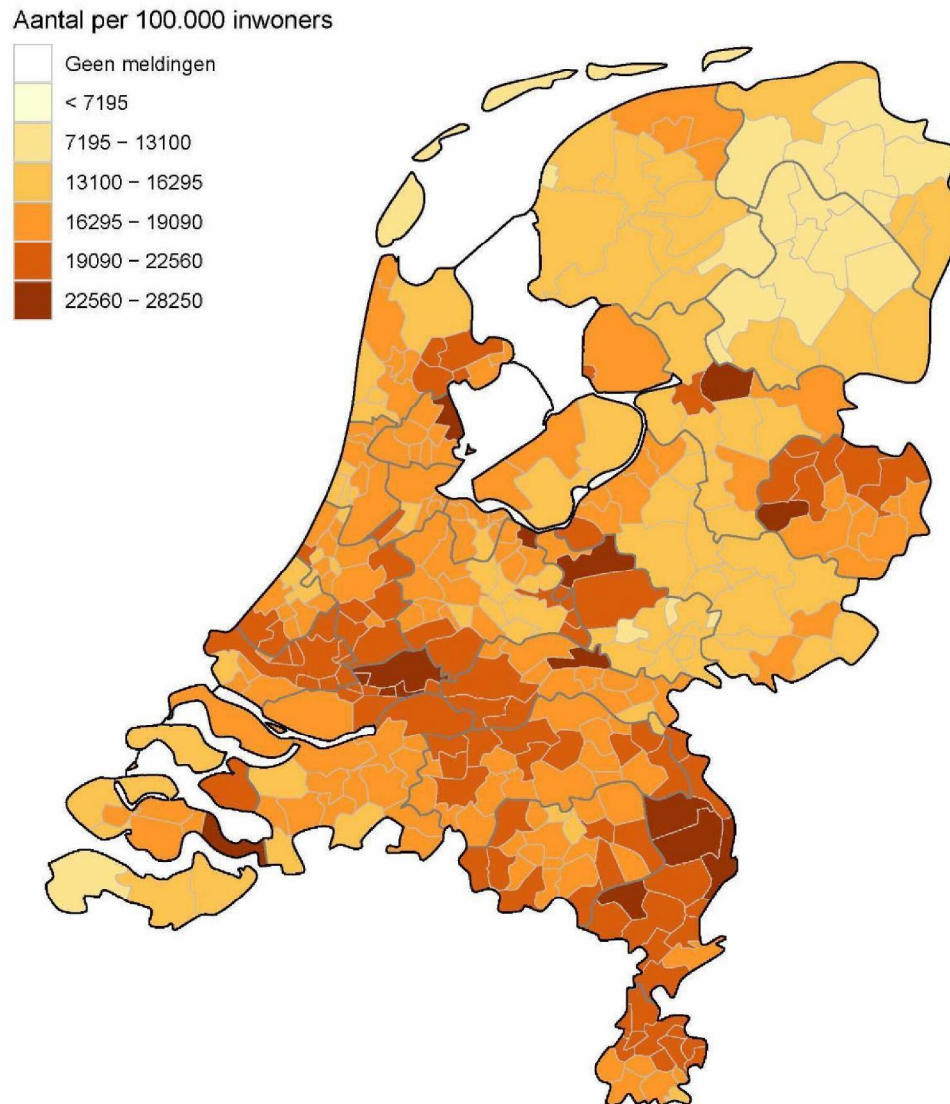 Aantal per 100.000 inwoners
Geen meldingen
< 7195
7195 – 13100
13100 – 16295
16295 – 19090
19090 – 22560
22560 – 28250